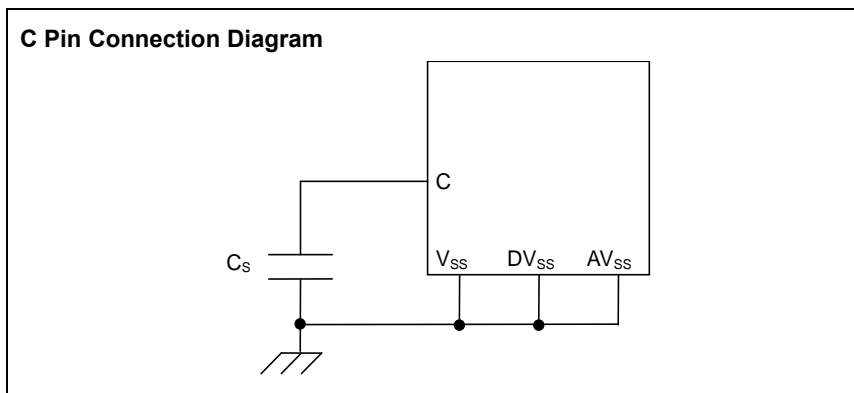 C Pin Connection Diagram
C
CS
VSS DVSS AVSS